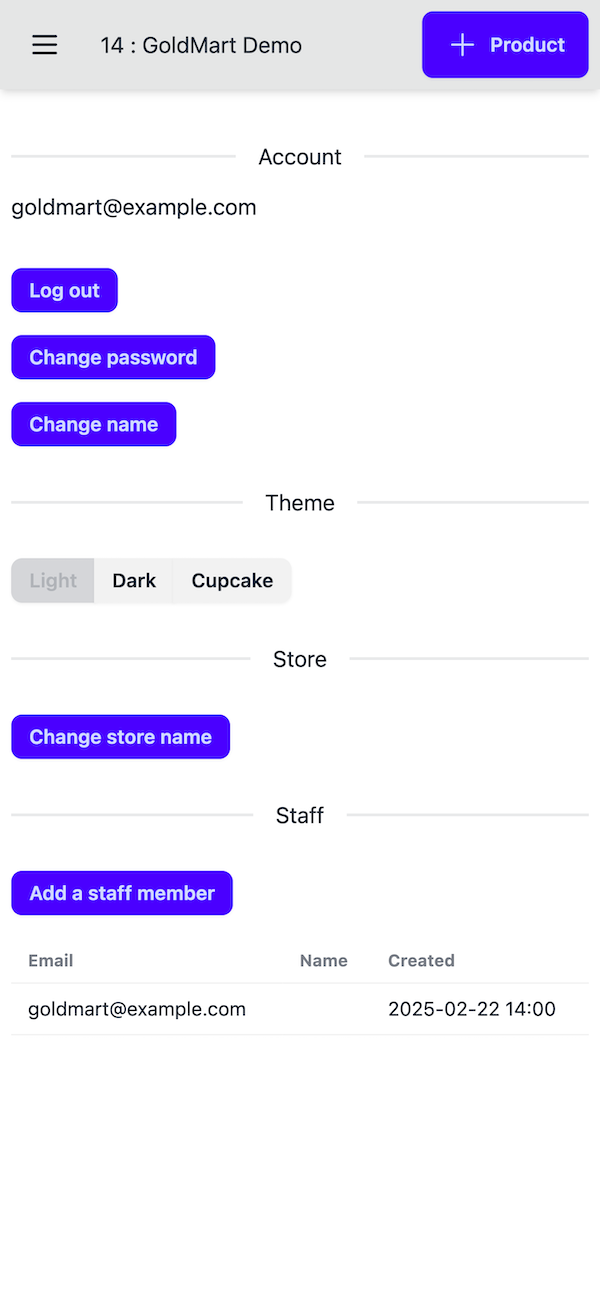 14 : GoldMart Demo
Product
Account
goldmart@example.com
Log out
Change password
Change name
Theme
Light Dark Cupcake
Store
Change store name
Staff
Add a staff member
Email Name Created
goldmart@example.com 2025-02-22 14:00